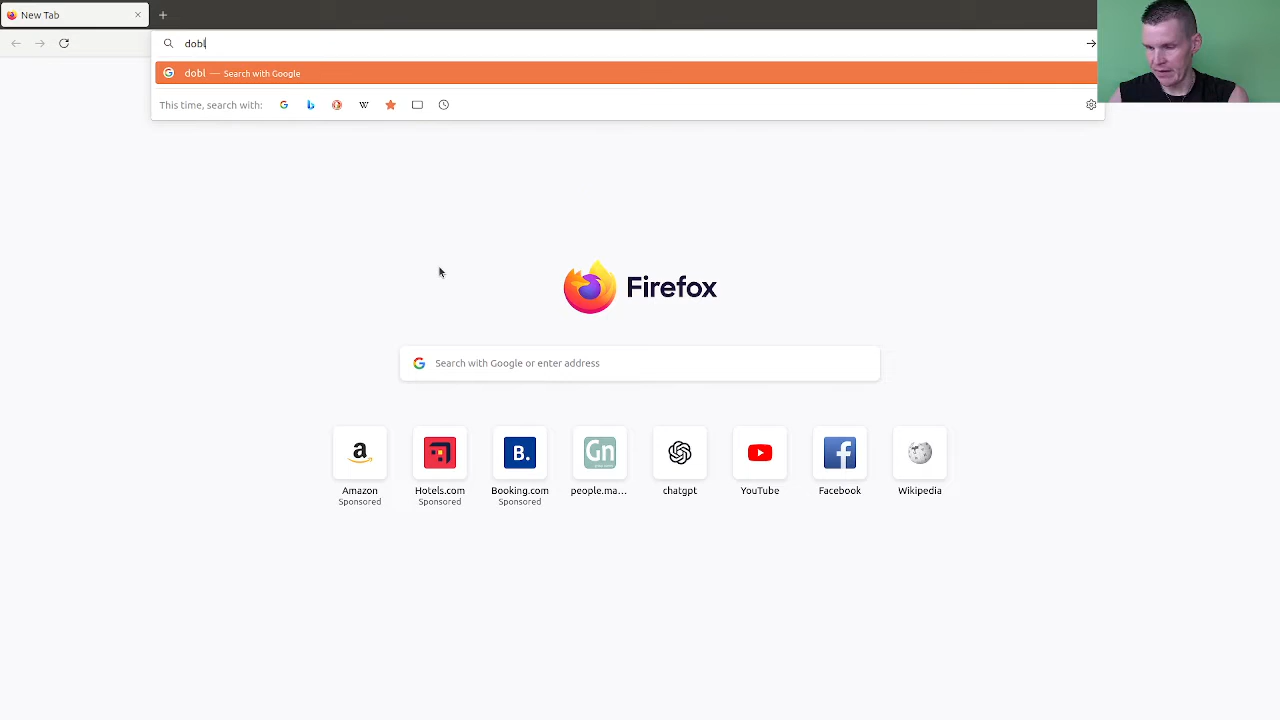 New Tab
dobl
dobl — Search with Google
This time, search with:
Firefox
Search with Google or enter address
Amazon
Sponsored
Hotels.com
Sponsored
Booking.com
Sponsored
people.ma...
chatgpt
YouTube
Facebook
Wikipedia
a
B.
Gn
W